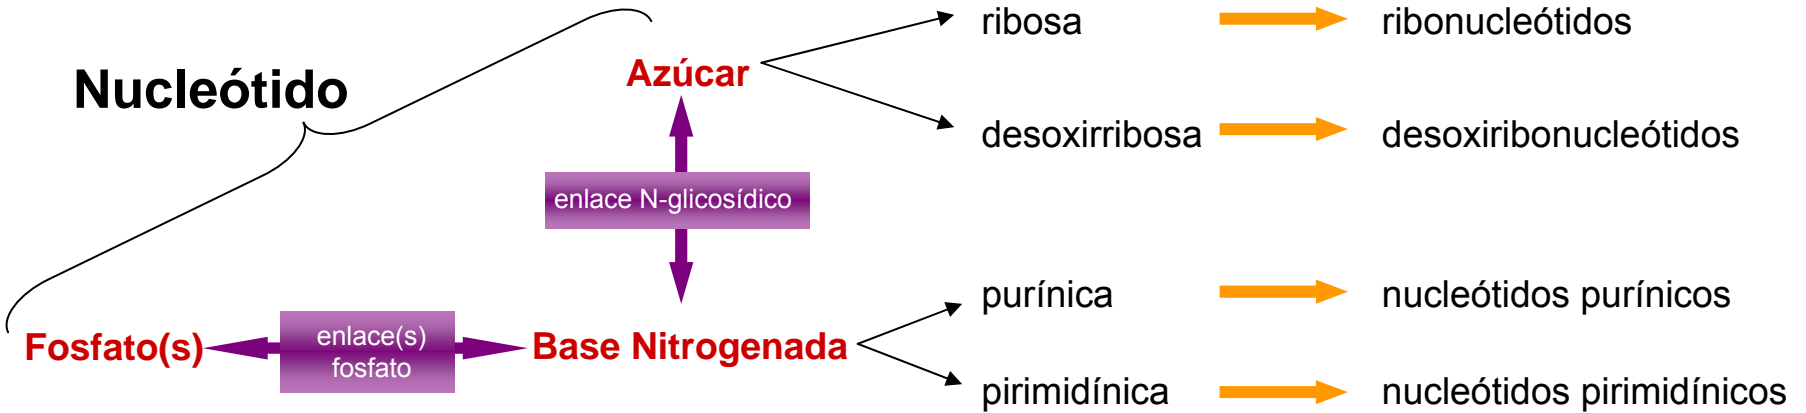 ribosa ribonucleótidos
Azúcar
Nucleótido
desoxirribosa desoxiribonucleótidos
enlace N-glicosídico
purínica nucleótidos purínicos
Fosfato(s) enlace(s) Base Nitrogenada
fosfato
pirimidínica nucleótidos pirimidínicos